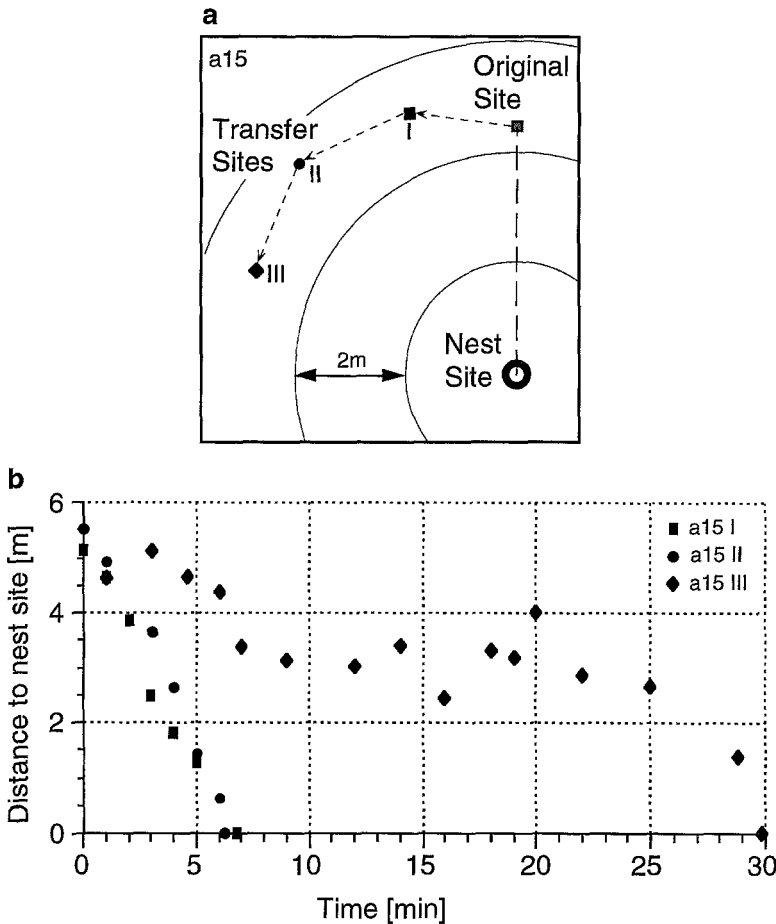 a
a15
Original
Site
I
Transfer
Sites
II
III
Nest
Site
2m
b
Distance to nest site [m]
6
4
2
0
a15 I
a15 II
a15 III
0 5 10 15 20 25 30
Time [min]